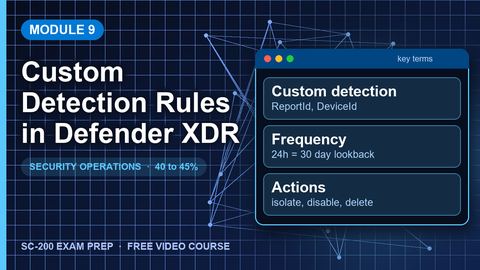 MODULE 9
Custom
Detection Rules
in Defender XDR
SECURITY OPERATIONS · 40 to 45%
SC-200 EXAM PREP · FREE VIDEO COURSE
key terms
Custom detection
ReportId, DeviceId
Frequency
24h = 30 day lookback
Actions
isolate, disable, delete